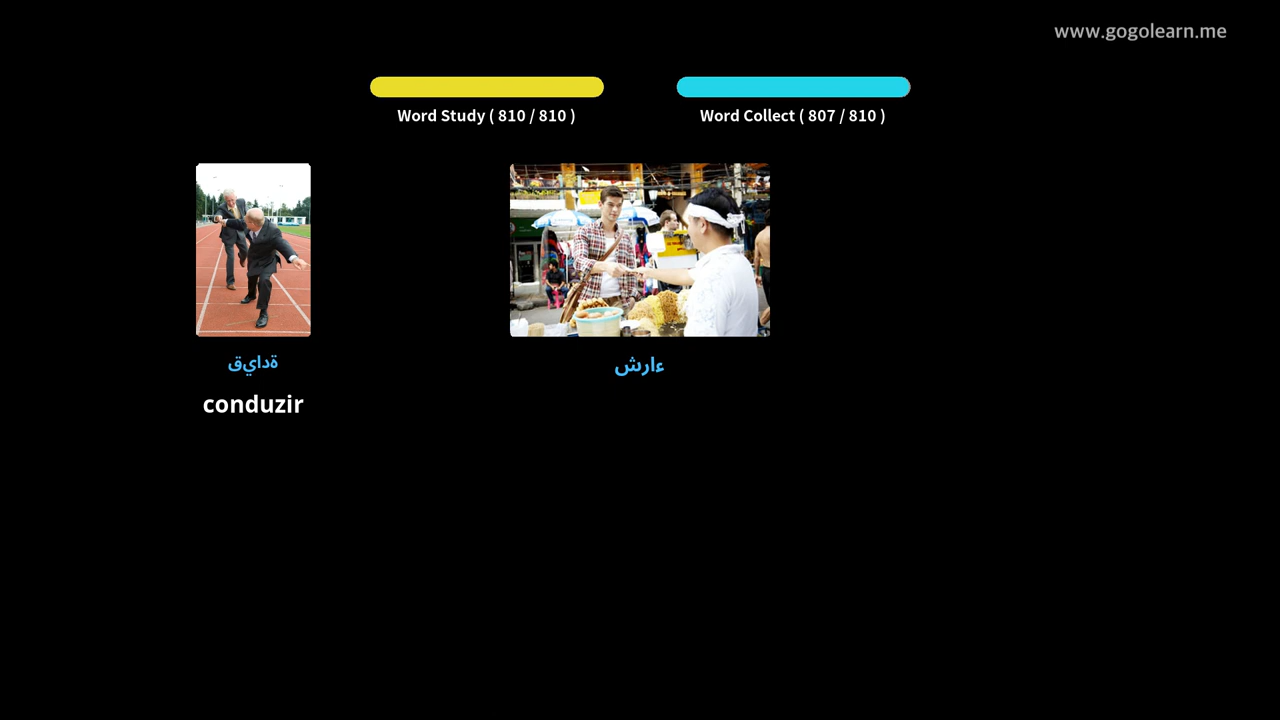 www.gogolearn.me
Word Study ( 810 / 810 )
Word Collect ( 807 / 810 )
ةدايق
conduzir
ءارش